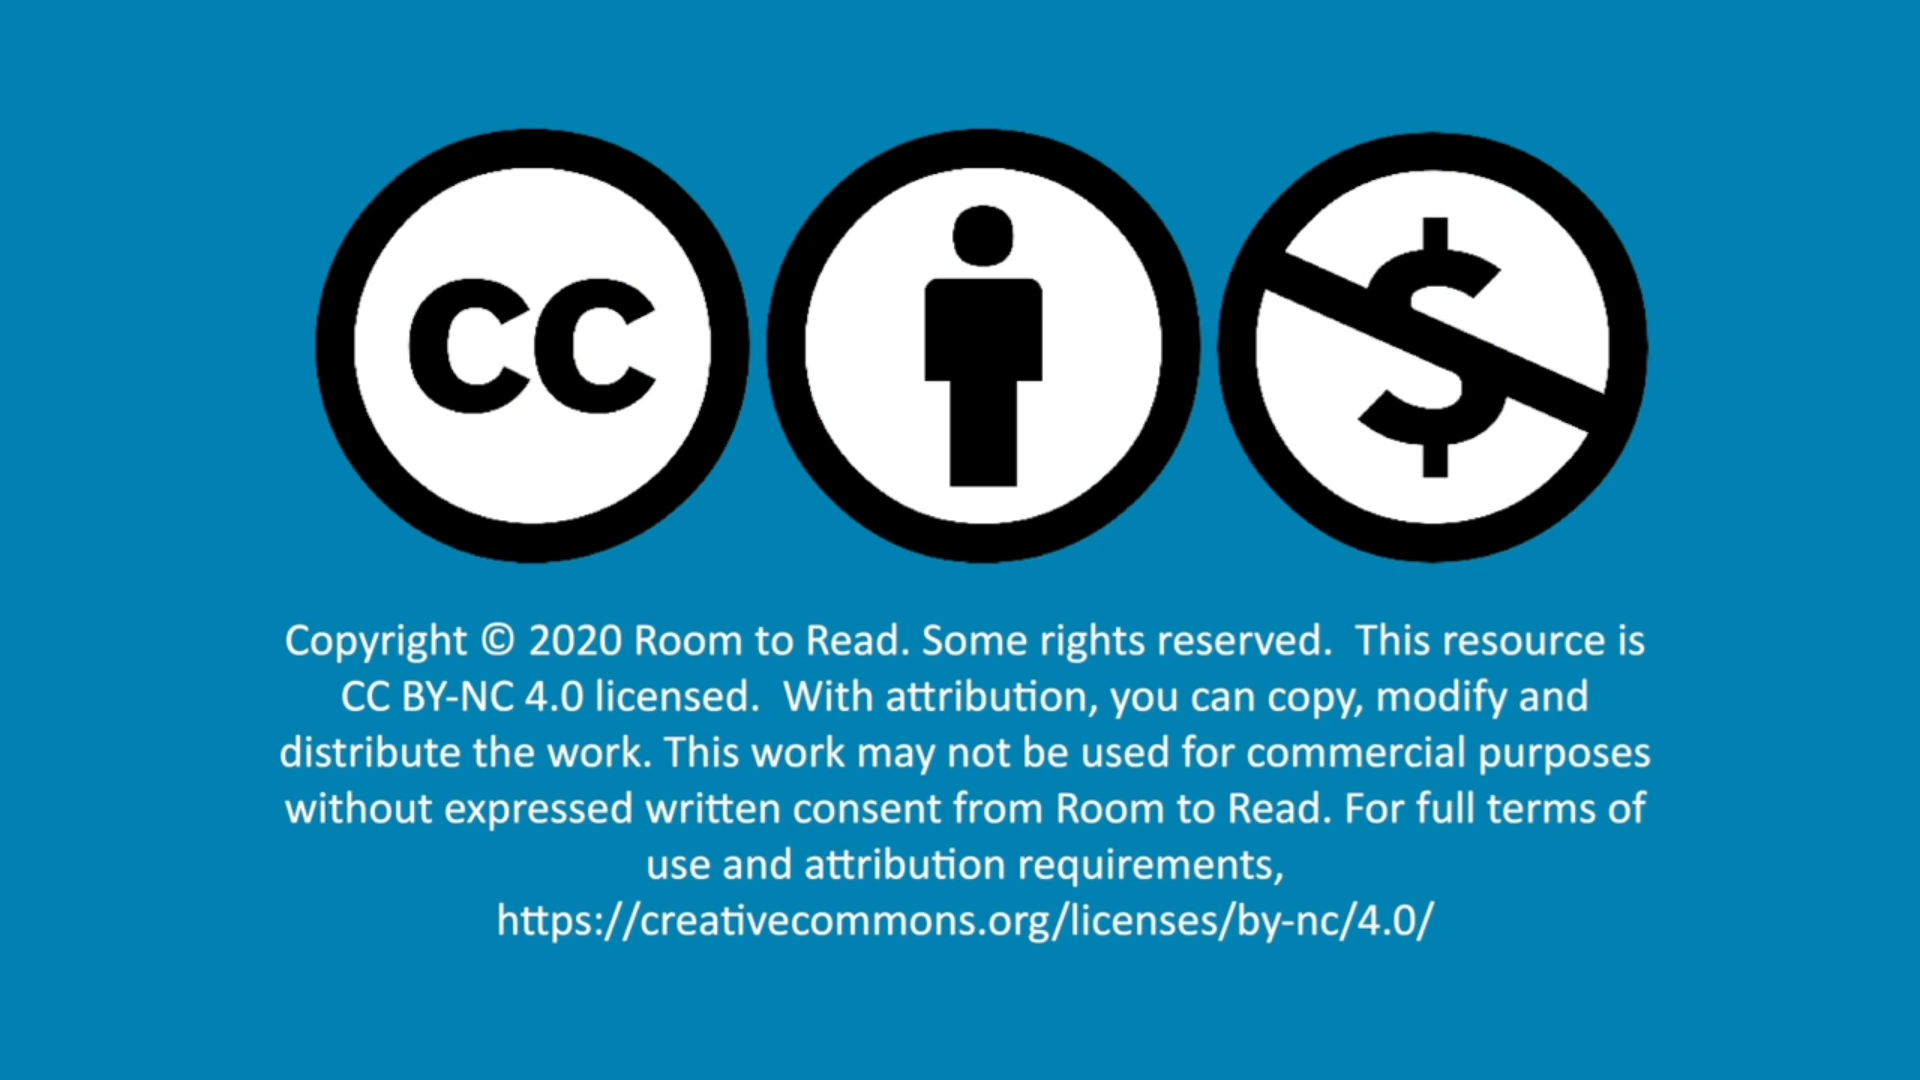 cc
$
Copyright © 2020 Room to Read. Some rights reserved.  This resource is
CC BY-NC 4.0 licensed.  With attribution, you can copy, modify and
distribute the work. This work may not be used for commercial purposes
without expressed written consent from Room to Read. For full terms of
use and attribution requirements,
https://creativecommons.org/licenses/by-nc/4.0/